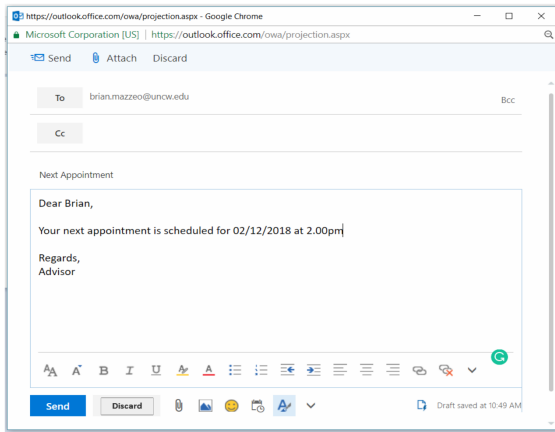 https://outlook.office.com/owa/projection.aspx - Google Chrome
Microsoft Corporation [US] | https://outlook.office.com/owa/projection.aspx
Send Attach Discard
To brian.mazzeo@uncw.edu Bcc
Cc
Next Appointment
Dear Brian,
Your next appointment is scheduled for 02/12/2018 at 2.00pm
Regards,
Advisor
Send Discard Draft saved at 10:49 AM